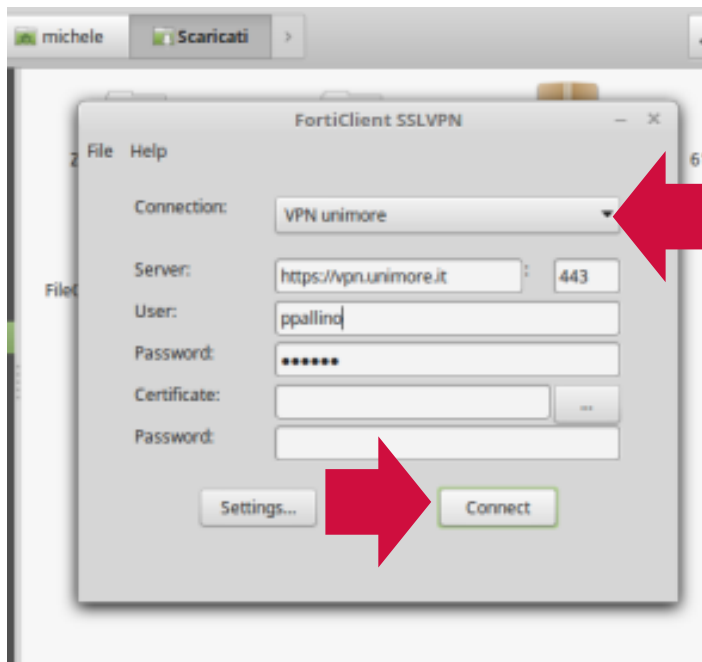 michele Scaricati
FortiClient SSLVPN
File Help
Connection: VPN unimore
Server: https://vpn.unimore.it : 443
User: ppallino
Password: ••••••
Certificate: ...
Password:
Settings... Connect